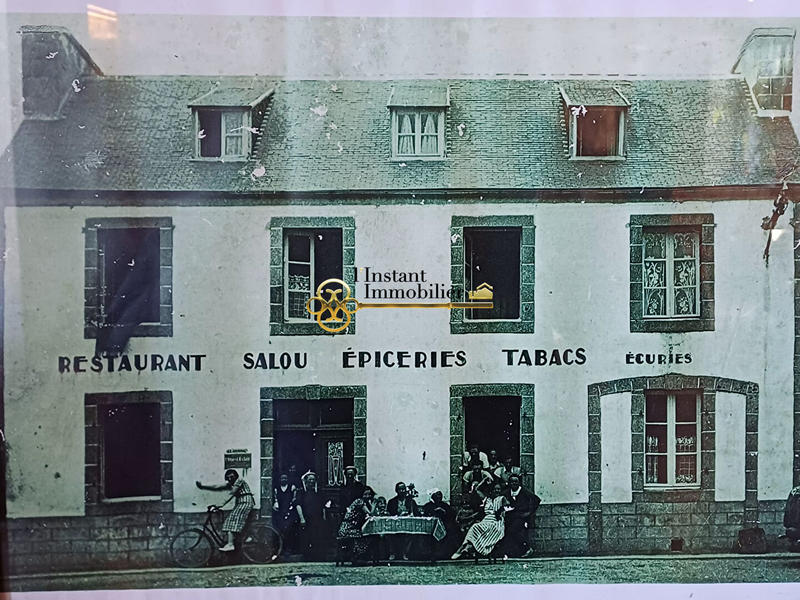 l'Instant
Immobilier
RESTAURANT SALOU ÉPICERIES TABACS ÉCURIES